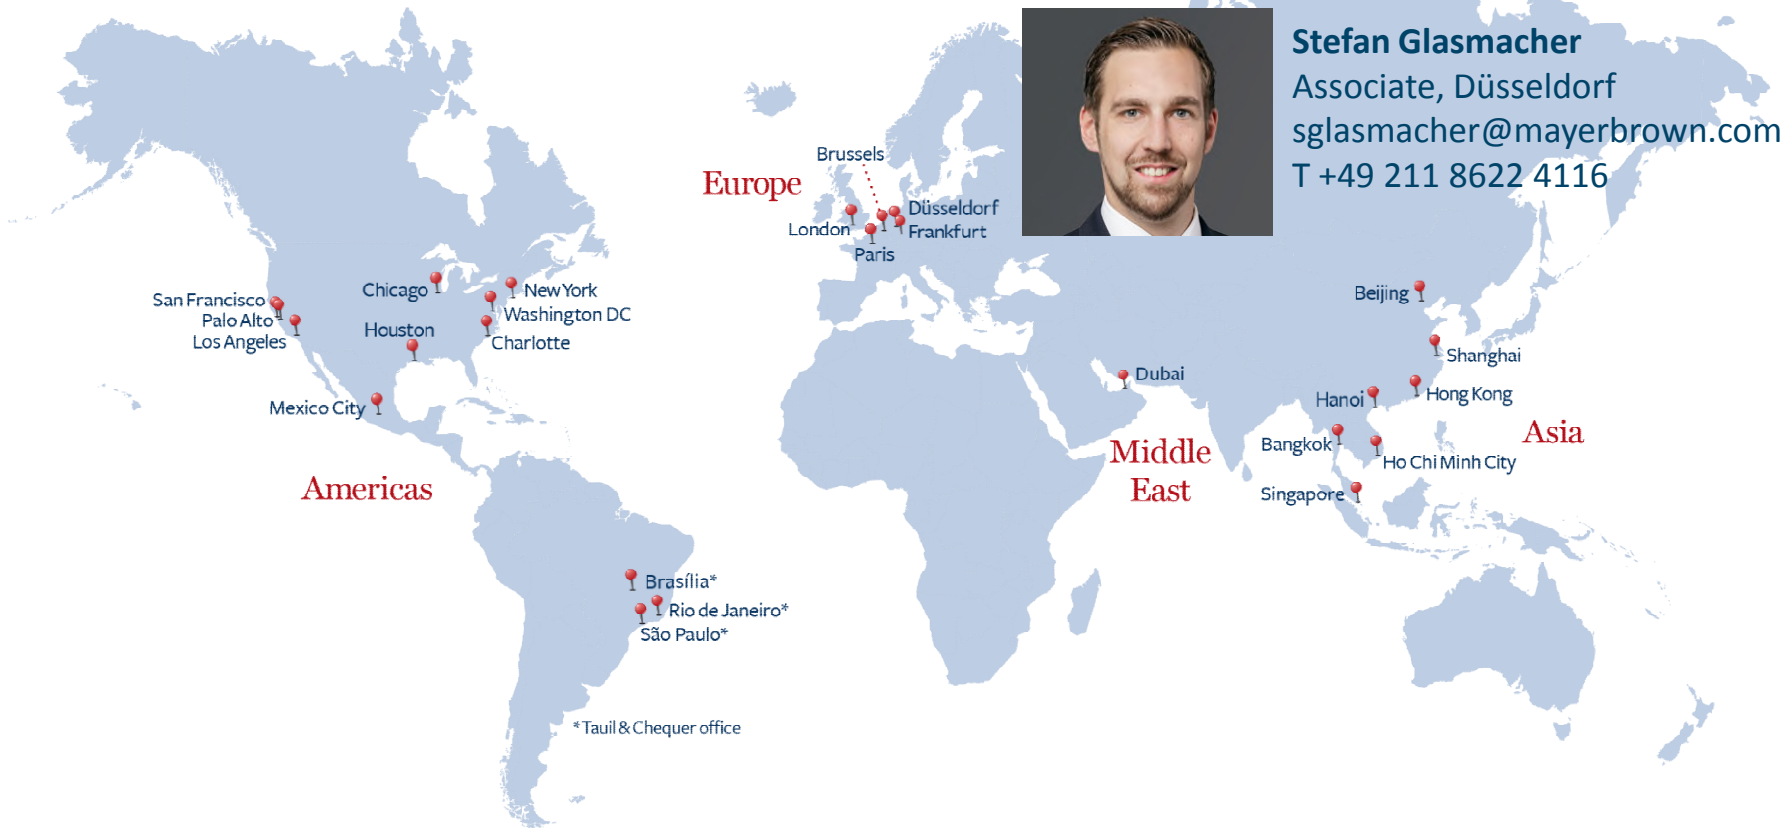 Stefan Glasmacher
Associate, Düsseldorf
sglasmacher@mayerbrown.com
T +49 211 8622 4116
Europe
Brussels
London
Paris
Düsseldorf
Frankfurt
San Francisco
Palo Alto
Los Angeles
Chicago
Houston
New York
Washington DC
Charlotte
Mexico City
Americas
Brasília*
Rio de Janeiro*
São Paulo*
*Tauil & Chequer office
Dubai
Middle
East
Beijing
Shanghai
Hong Kong
Hanoi
Bangkok
Ho Chi Minh City
Singapore
Asia